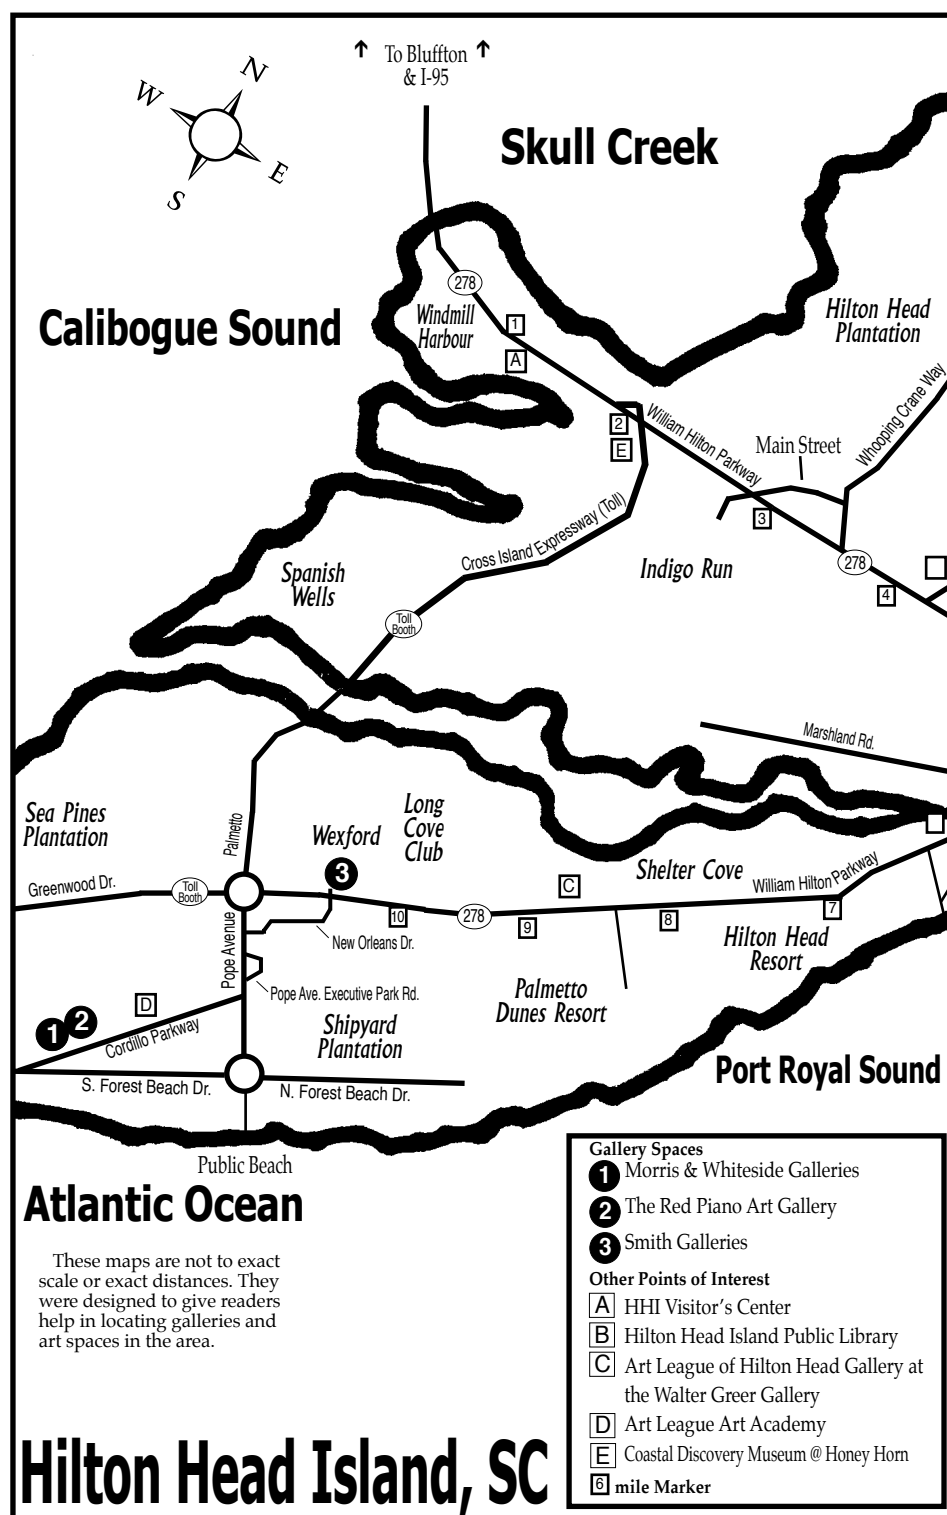 To Bluffton
& I-95
N
W
E
S
Skull Creek
278
Windmill
Harbour
Calibogue Sound
1
A
Hilton Head
Plantation
2
E
William Hilton Parkway
Main Street
Whooping Crane Way
3
Cross Island Expressway (Toll)
Indigo Run
278
4
Spanish
Wells
Toll
Booth
Marshland Rd.
Sea Pines
Plantation
Palmetto
Wexford
Long
Cove
Club
3
Shelter Cove
William Hilton Parkway
Greenwood Dr.
Toll
Booth
C
10
278
9
8
7
Pope Avenue
New Orleans Dr.
Hilton Head
Resort
Pope Ave. Executive Park Rd.
Palmetto
Dunes Resort
D
1
2
Cordillo Parkway
Shipyard
Plantation
Port Royal Sound
S. Forest Beach Dr.
N. Forest Beach Dr.
Public Beach
Atlantic Ocean
These maps are not to exact
scale or exact distances. They
were designed to give readers
help in locating galleries and
art spaces in the area.
Gallery Spaces
1 Morris & Whiteside Galleries
2 The Red Piano Art Gallery
3 Smith Galleries
Other Points of Interest
A HHI Visitor's Center
B Hilton Head Island Public Library
C Art League of Hilton Head Gallery at
the Walter Greer Gallery
D Art League Art Academy
E Coastal Discovery Museum @ Honey Horn
6 mile Marker
Hilton Head Island, SC